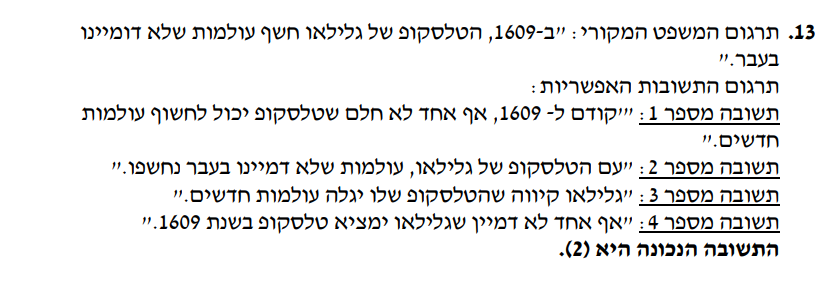 13. תרגום המשפט המקורי: "ב-1609, הטלסקופ של גלילאו חשף עולמות שלא דומיינו
בעבר."
תרגום התשובות האפשריות:
תשובה מספר 1: "'קודם ל- 1609, אף אחד לא חלם שטלסקופ יכול לחשוף עולמות
חדשים."
תשובה מספר 2: "עם הטלסקופ של גלילאו, עולמות שלא דמיינו בעבר נחשפו."
תשובה מספר 3: "גלילאו קיווה שהטלסקופ שלו יגלה עולמות חדשים."
תשובה מספר 4: "אף אחד לא דמיין שגלילאו ימציא טלסקופ בשנת 1609."
התשובה הנכונה היא (2).